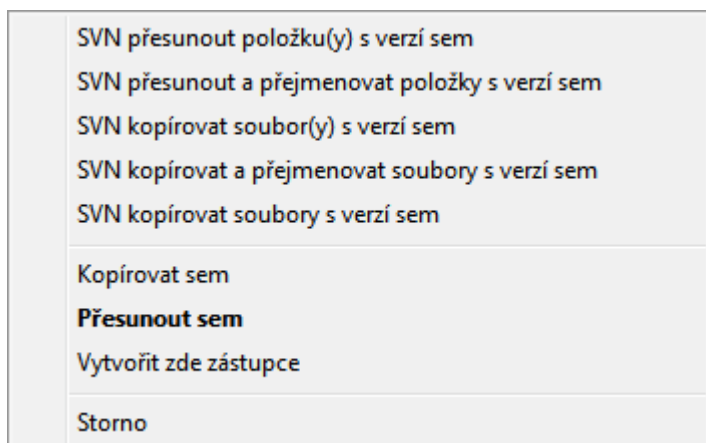 SVN přesunout položku(y) s verzí sem
SVN přesunout a přejmenovat položky s verzí sem
SVN kopírovat soubor(y) s verzí sem
SVN kopírovat a přejmenovat soubory s verzí sem
SVN kopírovat soubory s verzí sem
Kopírovat sem
Přesunout sem
Vytvořit zde zástupce
Storno